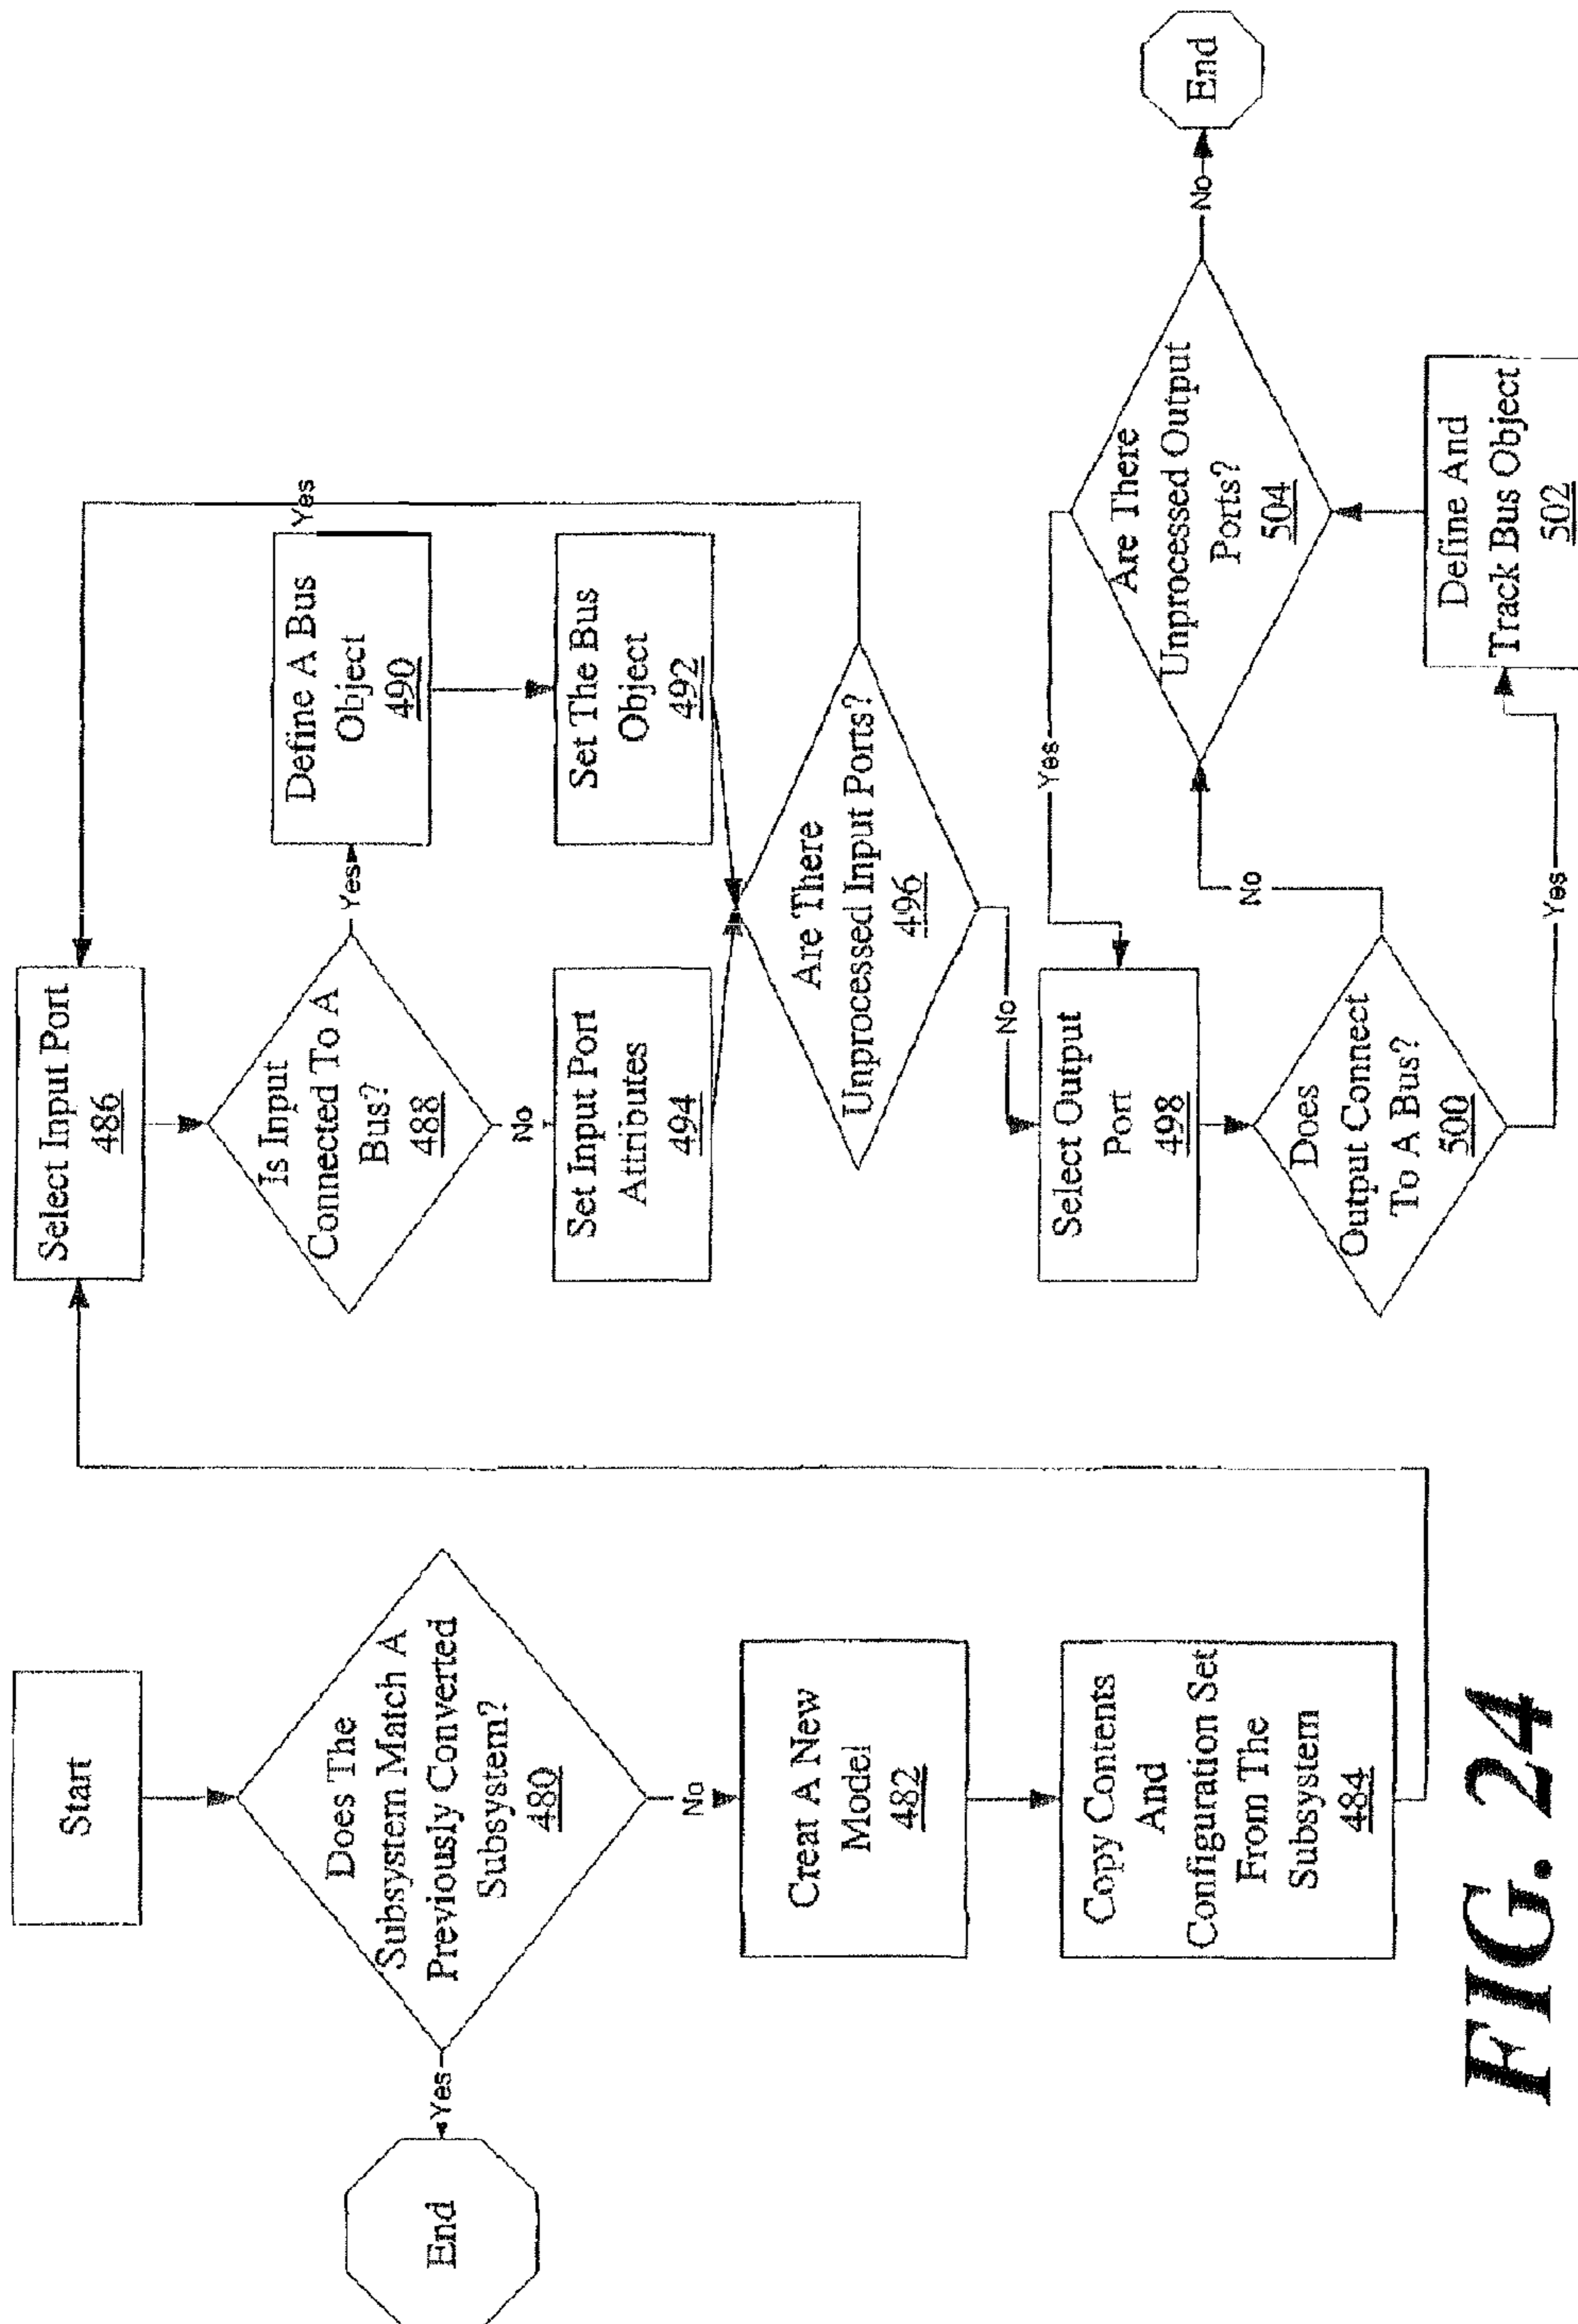 Start
Does The
Subsystem Match A
Previously Converted
Subsystem?
480
Yes
End
No
Creat A New
Model
482
Copy Contents
And
Configuration Set
From The
Subsystem
484
Select Input Port
486
Is Input
Connected To A
Bus?
488
Yes
Define A Bus
Object
490
Set The Bus
Object
492
No
Set Input Port
Attributes
494
Are There
Unprocessed Input Ports?
496
Yes
No
Select Output
Port
498
Does
Output Connect
To A Bus?
500
No
Yes
Define And
Track Bus Object
502
Are There
Unprocessed Output
Ports?
504
Yes
No
End
FIG. 24